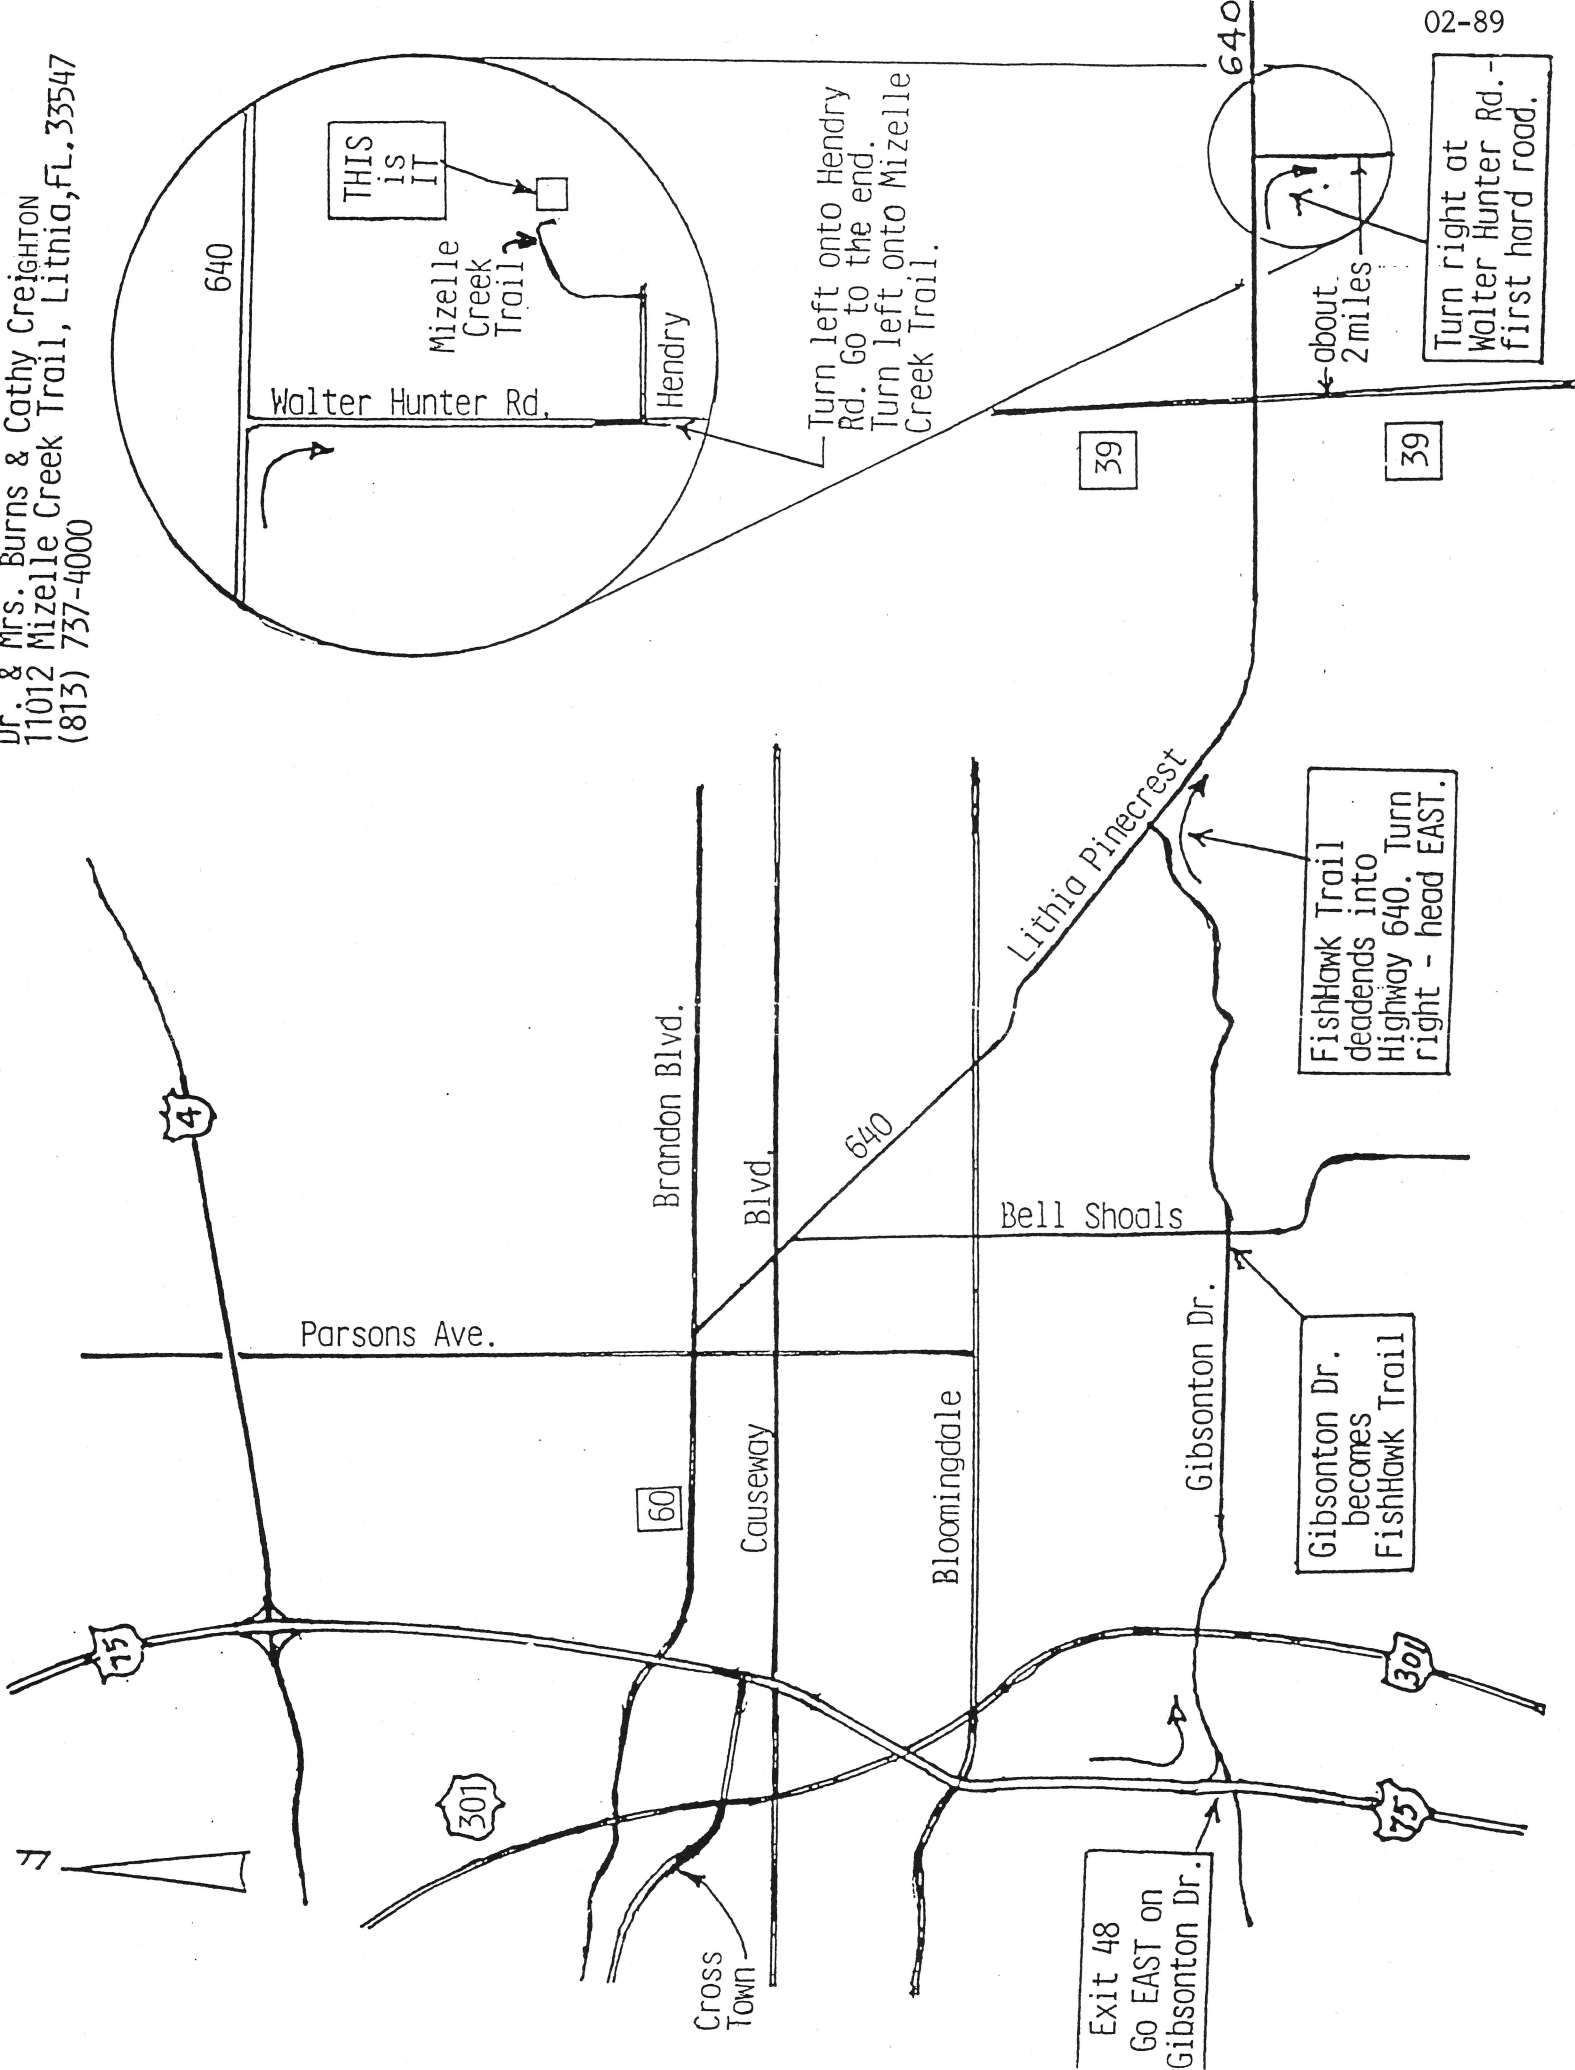 Dr. & Mrs. Burns & Cathy CreiGHTON
11012 Mizelle Creek Trail, Lithia, FL. 33547
(813) 737-4000
640
THIS
is
IT
Mizelle
Creek
Trail
Walter Hunter Rd.
Hendry
Turn left onto Hendry
Rd. Go to the end.
Turn left onto Mizelle
Creek Trail.
75
4
301
60
Parsons Ave.
Brandon Blvd.
Causeway
Blvd.
Cross
Town
Bloomingdale
640
Lithia Pinecrest
Bell Shoals
Gibsonton Dr.
39
39
640
about
2 miles
Exit 48
Go EAST on
Gibsonton Dr.
75
301
Gibsonton Dr.
becomes
FishHawk Trail
FishHawk Trail
deadends into
Highway 640. Turn
right - head EAST.
Turn right at
Walter Hunter Rd.-
first hard road.
02-89